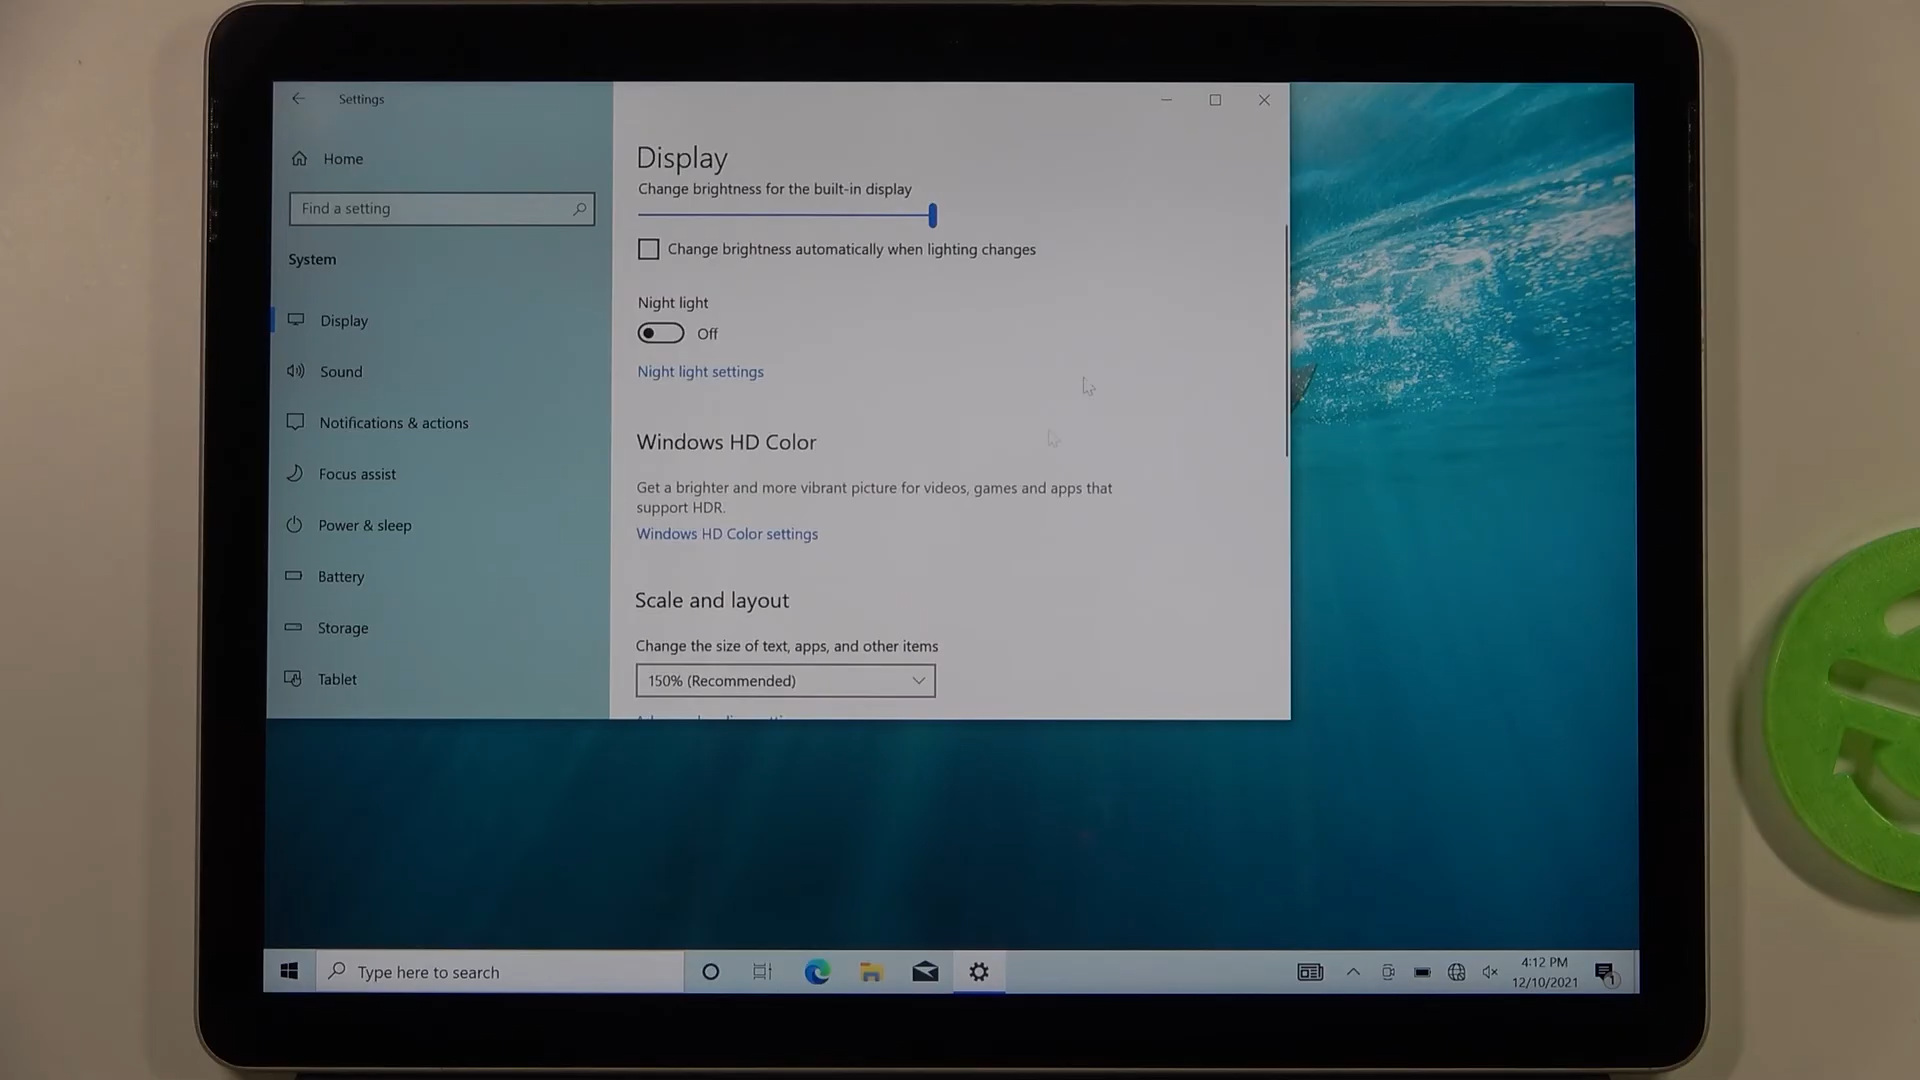 Settings
Home
Find a setting
System
Display
Sound
Notifications & actions
Focus assist
Power & sleep
Battery
Storage
Tablet
Display
Change brightness for the built-in display
Change brightness automatically when lighting changes
Night light
Off
Night light settings
Windows HD Color
Get a brighter and more vibrant picture for videos, games and apps that
support HDR.
Windows HD Color settings
Scale and layout
Change the size of text, apps, and other items
150% (Recommended)
Type here to search
4:12 PM
12/10/2021
1